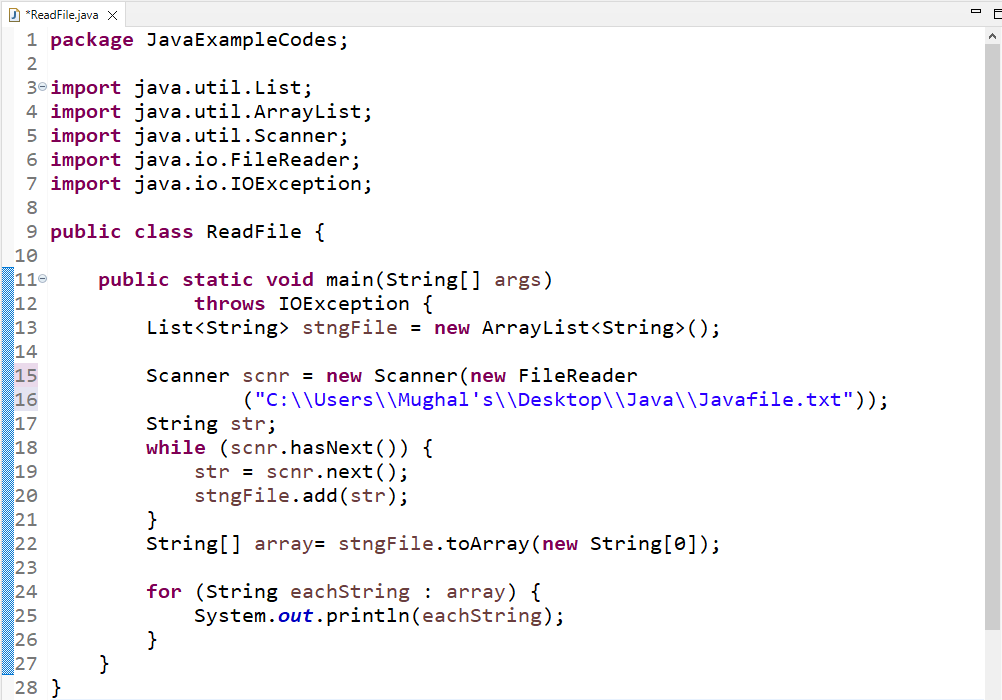 *ReadFile.java
1 package JavaExampleCodes;
2
3 import java.util.List;
4 import java.util.ArrayList;
5 import java.util.Scanner;
6 import java.io.FileReader;
7 import java.io.IOException;
8
9 public class ReadFile {
10
11     public static void main(String[] args)
12             throws IOException {
13         List<String> stngFile = new ArrayList<String>();
14
15         Scanner scnr = new Scanner(new FileReader
16                 ("C:\\Users\\Mughal's\\Desktop\\Java\\Javafile.txt"));
17         String str;
18         while (scnr.hasNext()) {
19             str = scnr.next();
20             stngFile.add(str);
21         }
22         String[] array= stngFile.toArray(new String[0]);
23
24         for (String eachString : array) {
25             System.out.println(eachString);
26         }
27     }
28 }